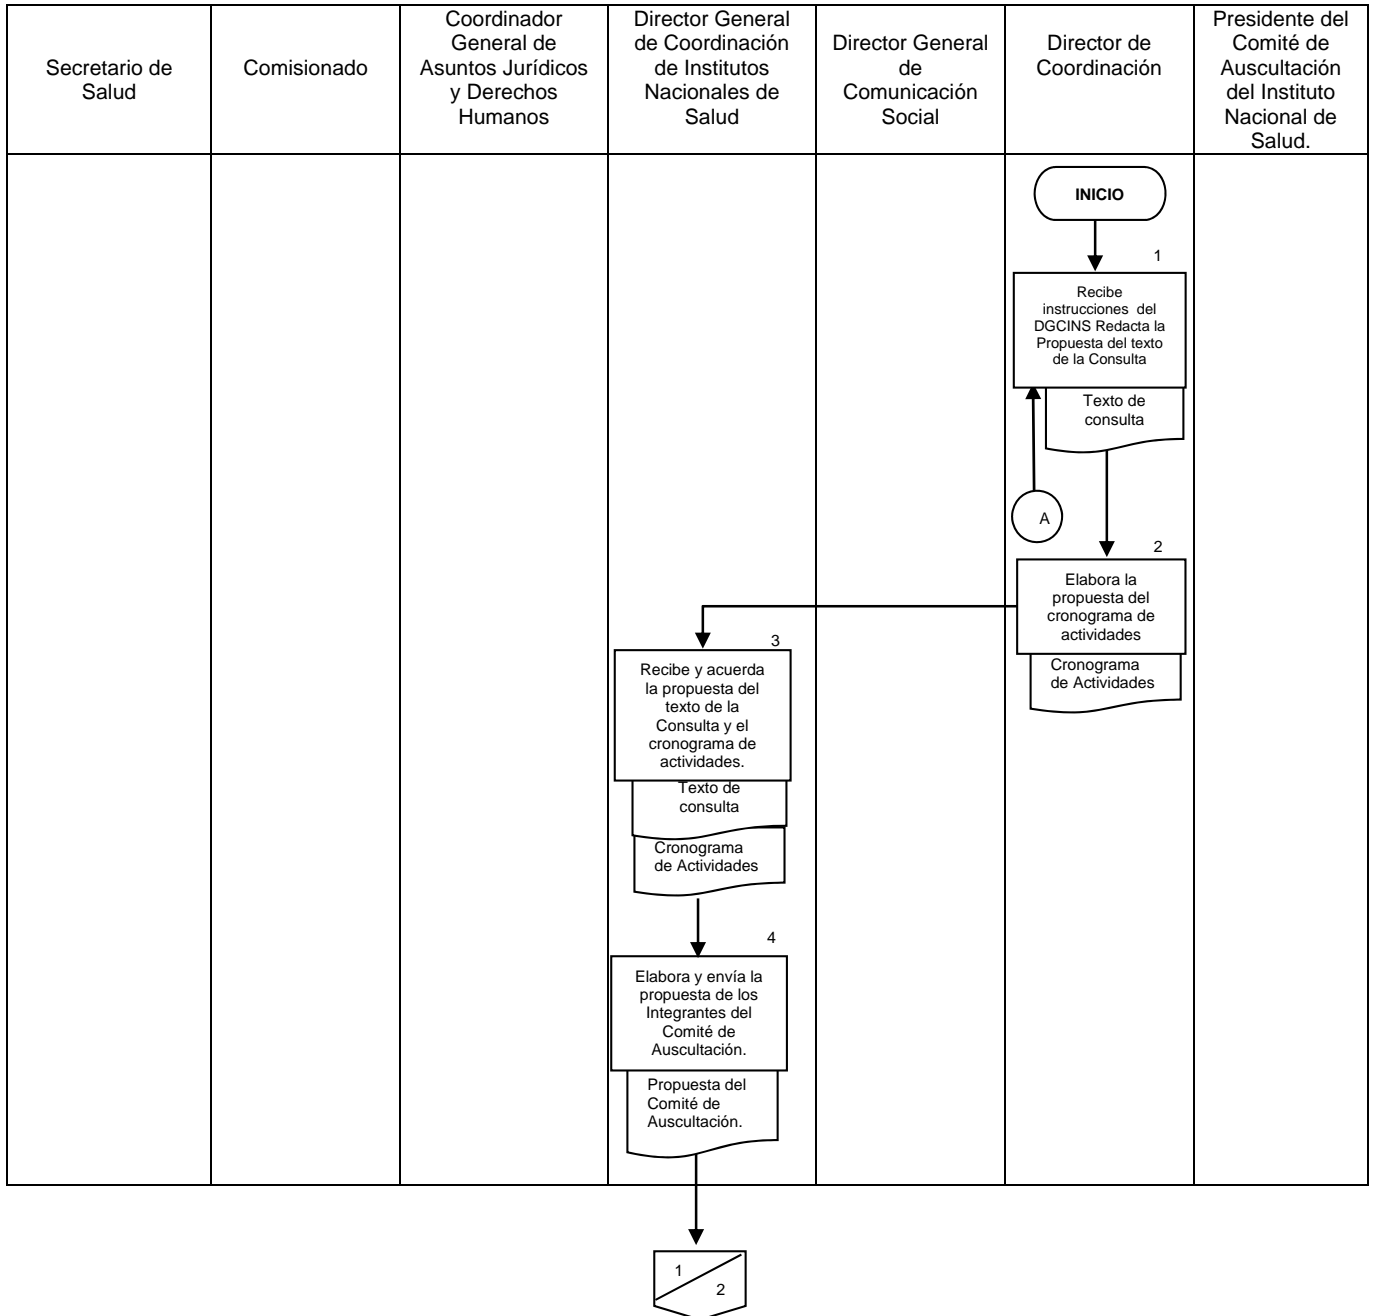 Secretario de
Salud
Comisionado
Coordinador
General de
Asuntos Jurídicos
y Derechos
Humanos
Director General
de Coordinación
de Institutos
Nacionales de
Salud
Director General
de
Comunicación
Social
Director de
Coordinación
Presidente del
Comité de
Auscultación
del Instituto
Nacional de
Salud.
INICIO
1
Recibe
instrucciones del
DGCINS Redacta la
Propuesta del texto
de la Consulta
Texto de
consulta
A
2
Elabora la
propuesta del
cronograma de
actividades
Cronograma
de Actividades
3
Recibe y acuerda
la propuesta del
texto de la
Consulta y el
cronograma de
actividades.
Texto de
consulta
Cronograma
de Actividades
4
Elabora y envía la
propuesta de los
Integrantes del
Comité de
Auscultación.
Propuesta del
Comité de
Auscultación.
1
2